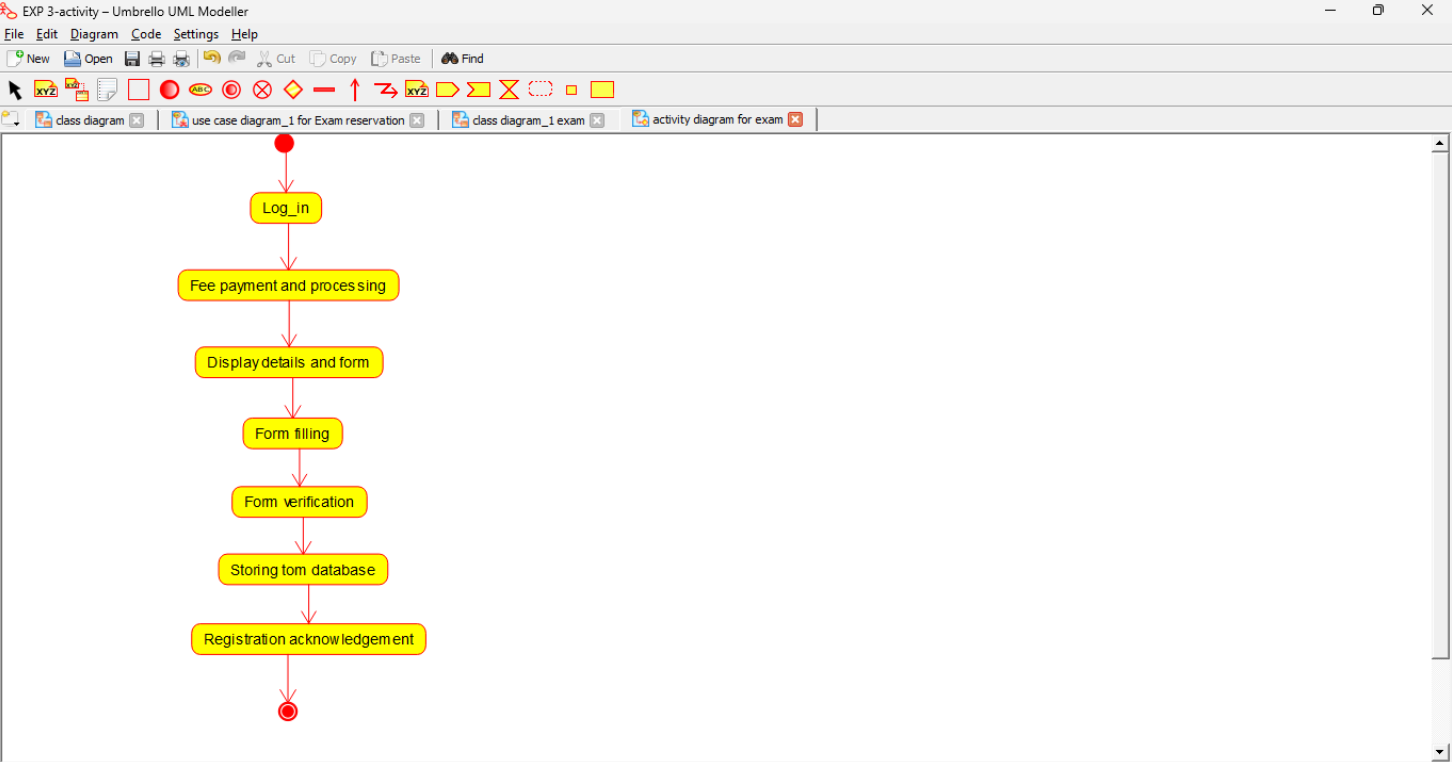 EXP 3-activity – Umbrello UML Modeller
File Edit Diagram Code Settings Help
New Open Cut Copy Paste Find
XYZ XYZ ABC XYZ
class diagram use case diagram_1 for Exam reservation class diagram_1 exam activity diagram for exam
Log_in
Fee payment and processing
Display details and form
Form filling
Form verification
Storing tom database
Registration acknowledgement